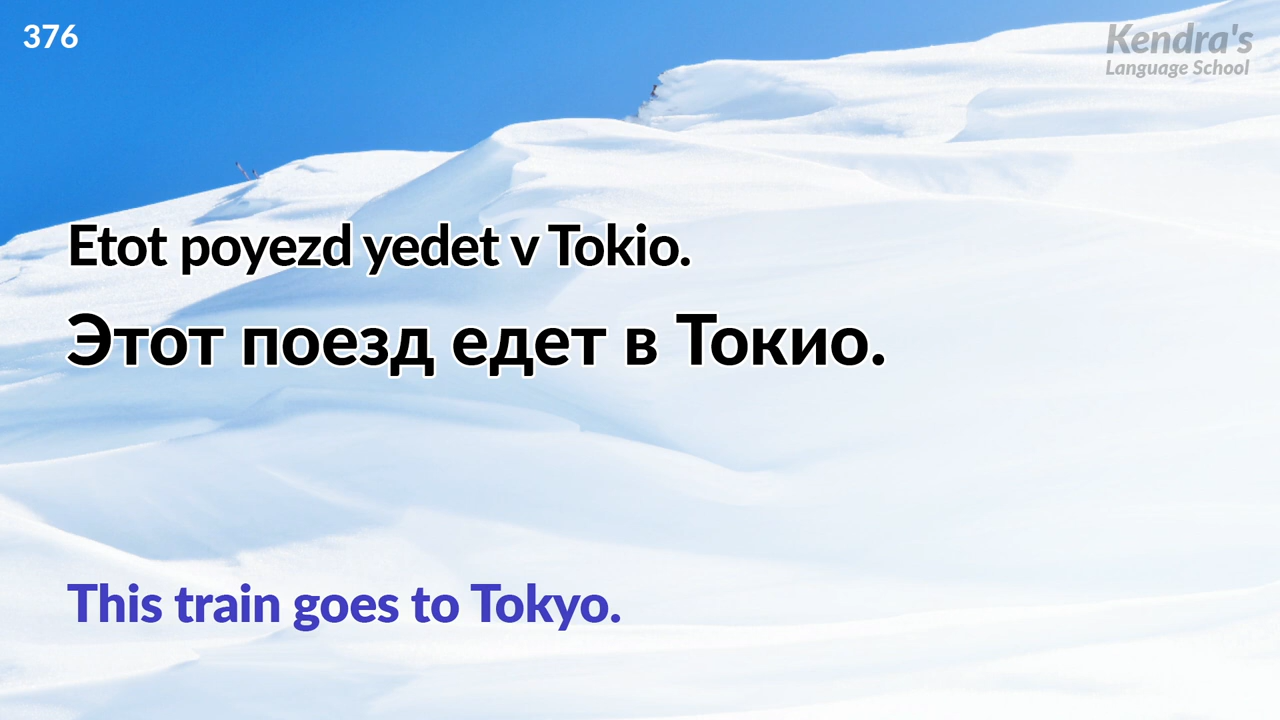 376
Kendra's
Language School
Etot poyezd yedet v Tokio.
Этот поезд едет в Токио.
This train goes to Tokyo.